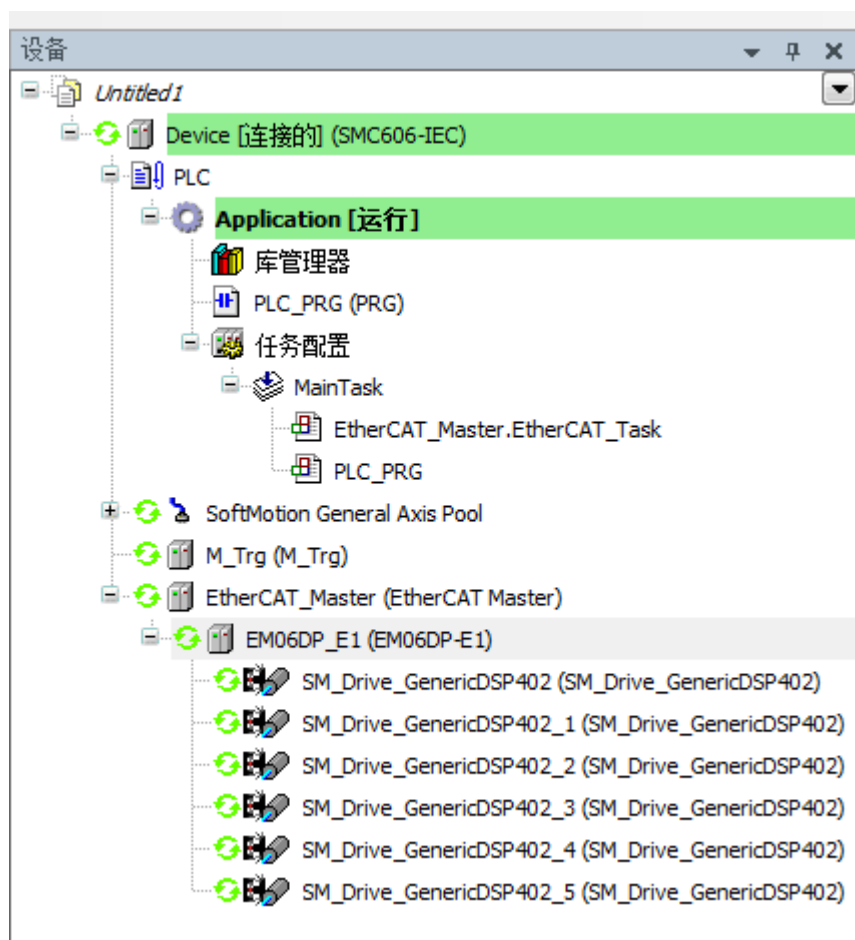 设备
Untitled1
Device [连接的] (SMC606-IEC)
PLC
Application [运行]
库管理器
PLC_PRG (PRG)
任务配置
MainTask
EtherCAT_Master.EtherCAT_Task
PLC_PRG
SoftMotion General Axis Pool
M_Trg (M_Trg)
EtherCAT_Master (EtherCAT Master)
EM06DP_E1 (EM06DP-E1)
SM_Drive_GenericDSP402 (SM_Drive_GenericDSP402)
SM_Drive_GenericDSP402_1 (SM_Drive_GenericDSP402)
SM_Drive_GenericDSP402_2 (SM_Drive_GenericDSP402)
SM_Drive_GenericDSP402_3 (SM_Drive_GenericDSP402)
SM_Drive_GenericDSP402_4 (SM_Drive_GenericDSP402)
SM_Drive_GenericDSP402_5 (SM_Drive_GenericDSP402)